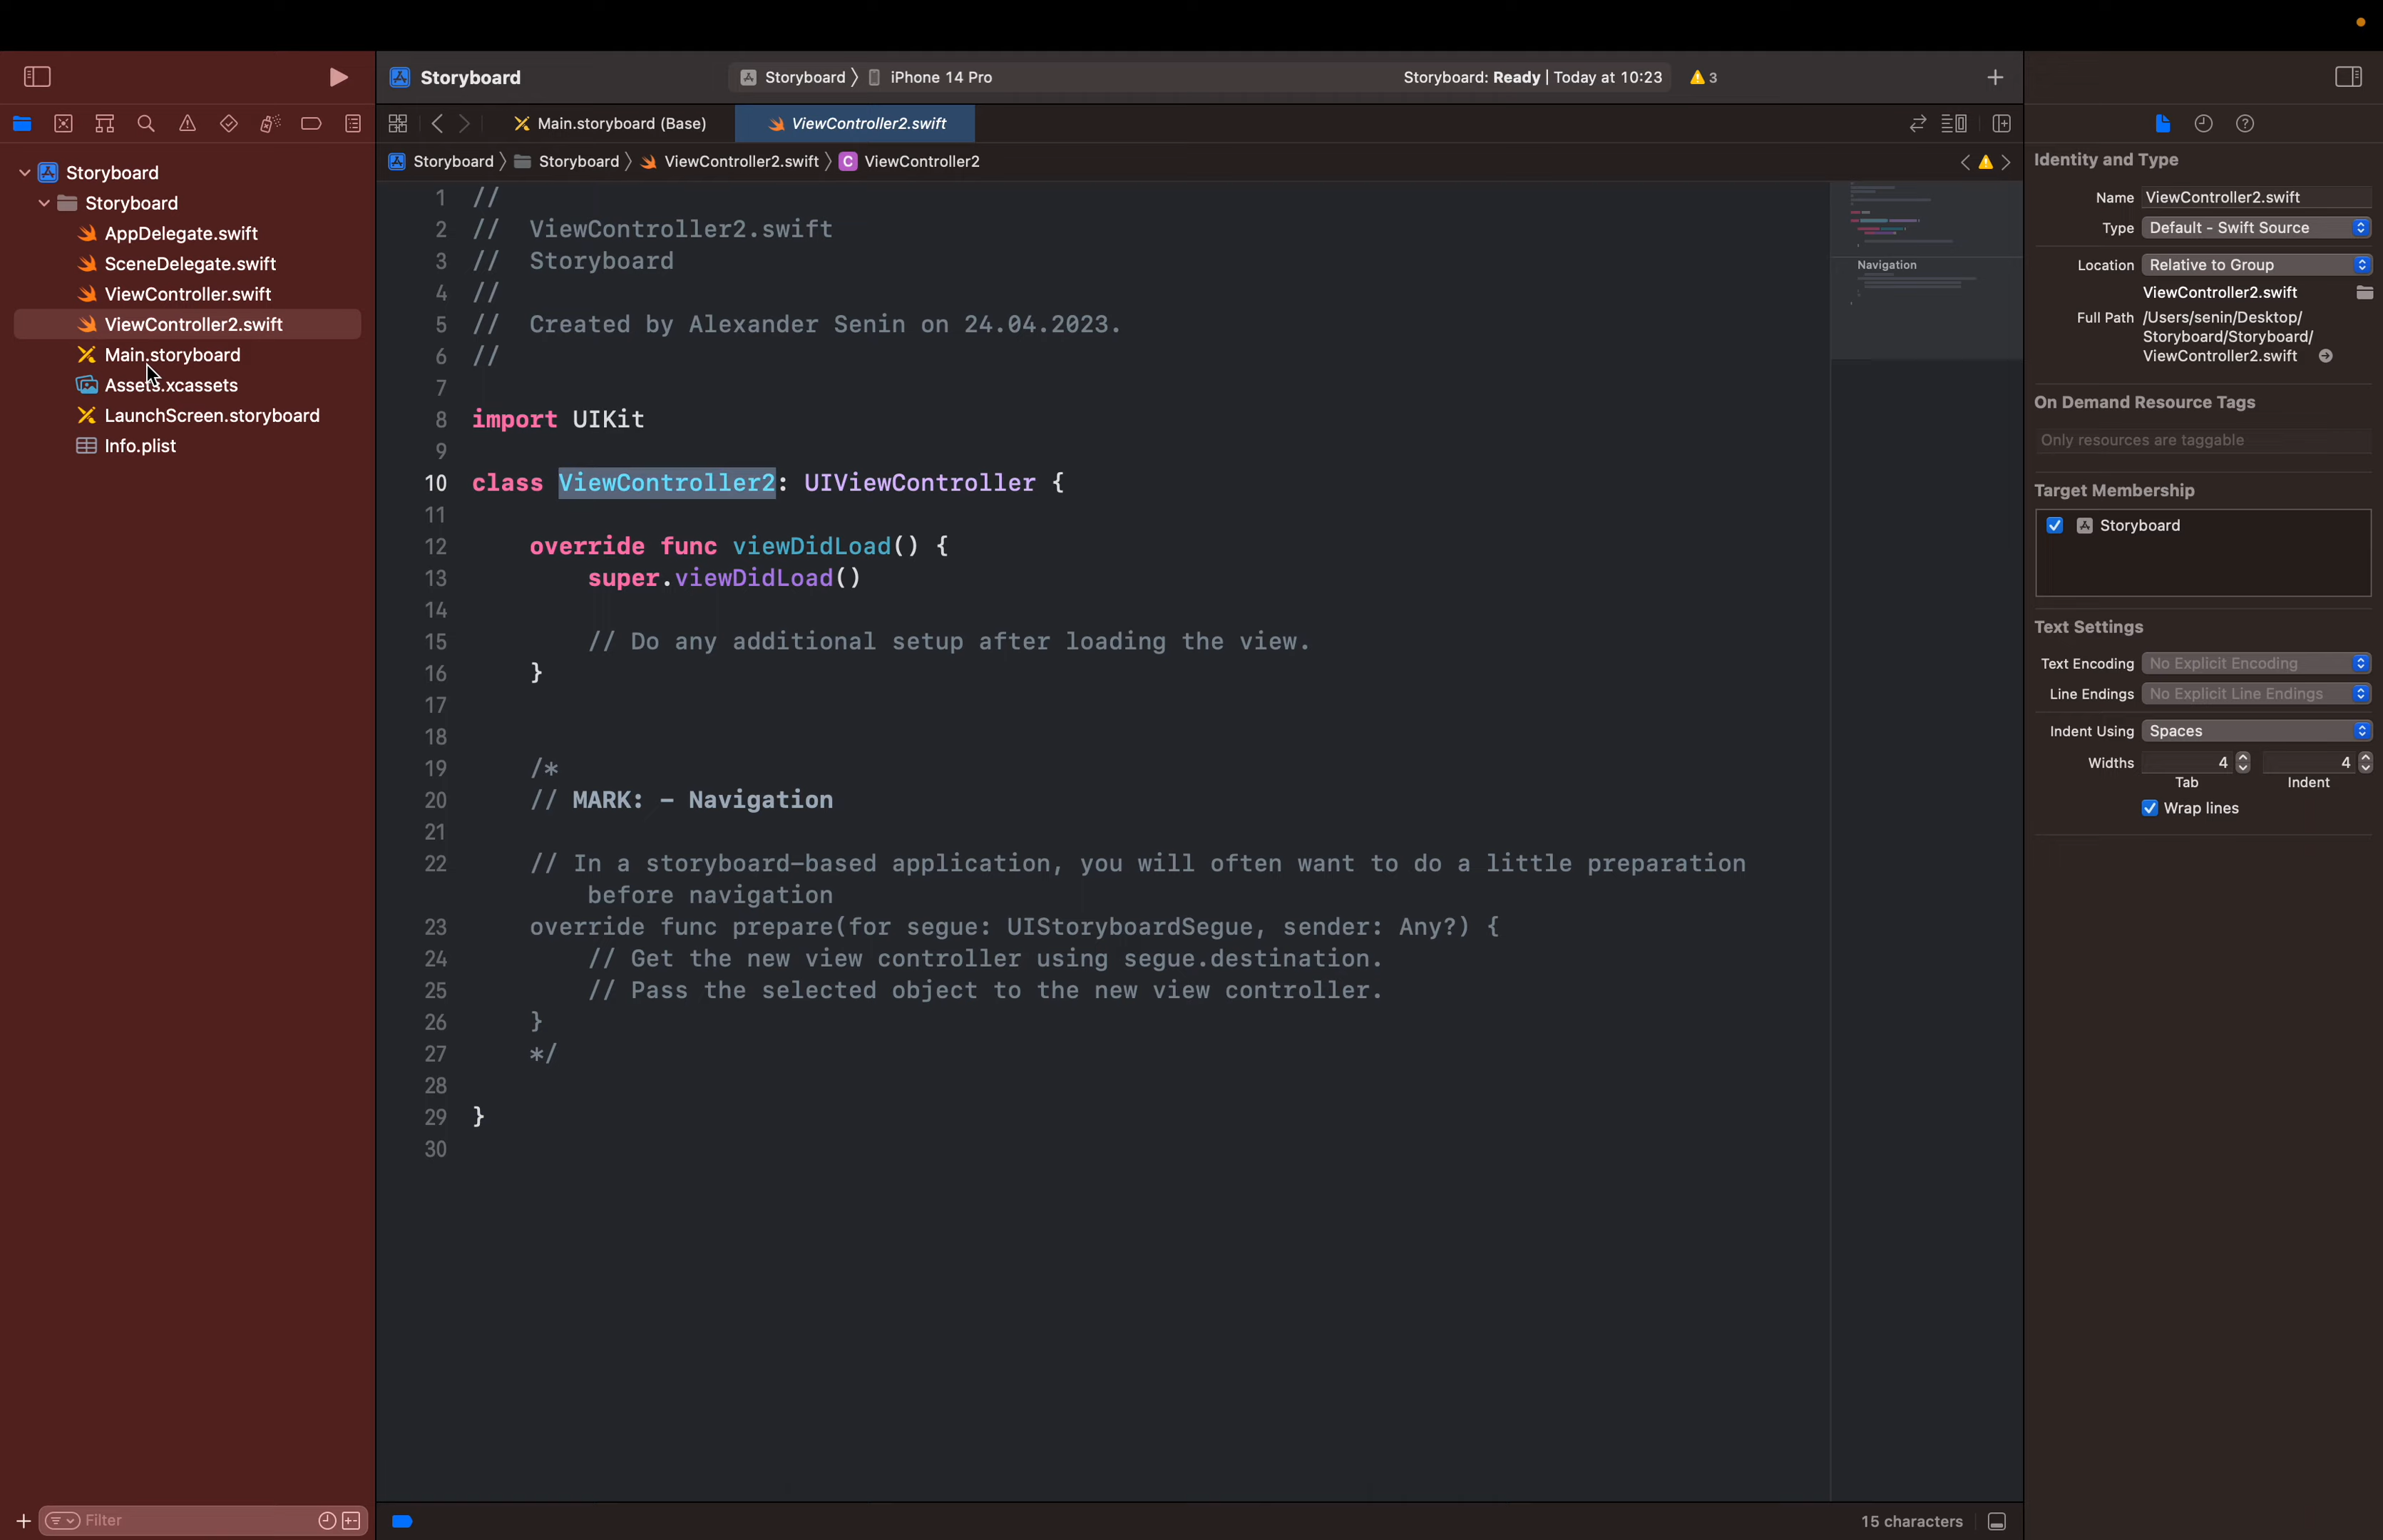 Storyboard
Storyboard
iPhone 14 Pro
Storyboard: Ready | Today at 10:23
3
Main.storyboard (Base)
ViewController2.swift
Storyboard
Storyboard
ViewController2.swift
C
ViewController2
Storyboard
Storyboard
AppDelegate.swift
SceneDelegate.swift
ViewController.swift
ViewController2.swift
Main.storyboard
Assets.xcassets
LaunchScreen.storyboard
Info.plist
Filter
1 //
2 //  ViewController2.swift
3 //  Storyboard
4 //
5 //  Created by Alexander Senin on 24.04.2023.
6 //
7
8 import UIKit
9
10 class ViewController2: UIViewController {
11
12     override func viewDidLoad() {
13         super.viewDidLoad()
14
15         // Do any additional setup after loading the view.
16     }
17
18
19     /*
20     // MARK: - Navigation
21
22     // In a storyboard-based application, you will often want to do a little preparation
before navigation
23     override func prepare(for segue: UIStoryboardSegue, sender: Any?) {
24         // Get the new view controller using segue.destination.
25         // Pass the selected object to the new view controller.
26     }
27     */
28
29 }
30
Navigation
15 characters
Identity and Type
Name ViewController2.swift
Type Default - Swift Source
Location Relative to Group
ViewController2.swift
Full Path /Users/senin/Desktop/
Storyboard/Storyboard/
ViewController2.swift
On Demand Resource Tags
Only resources are taggable
Target Membership
Storyboard
Text Settings
Text Encoding No Explicit Encoding
Line Endings No Explicit Line Endings
Indent Using Spaces
Widths 4 4
Tab Indent
Wrap lines